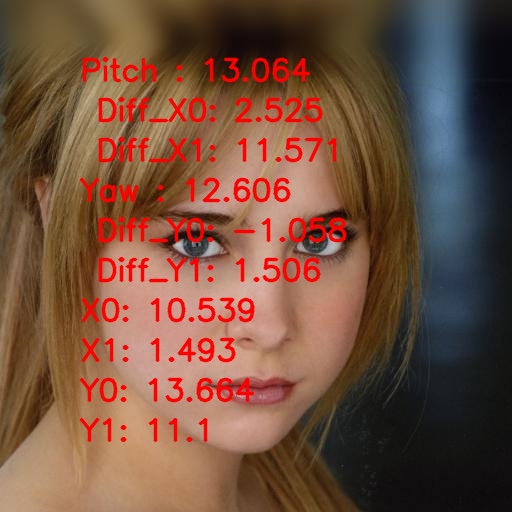 Pitch : 13.064
Diff_X0: 2.525
Diff_X1: 11.571
Yaw : 12.606
Diff_Y0: -1.058
Diff_Y1: 1.506
X0: 10.539
X1: 1.493
Y0: 13.664
Y1: 11.1